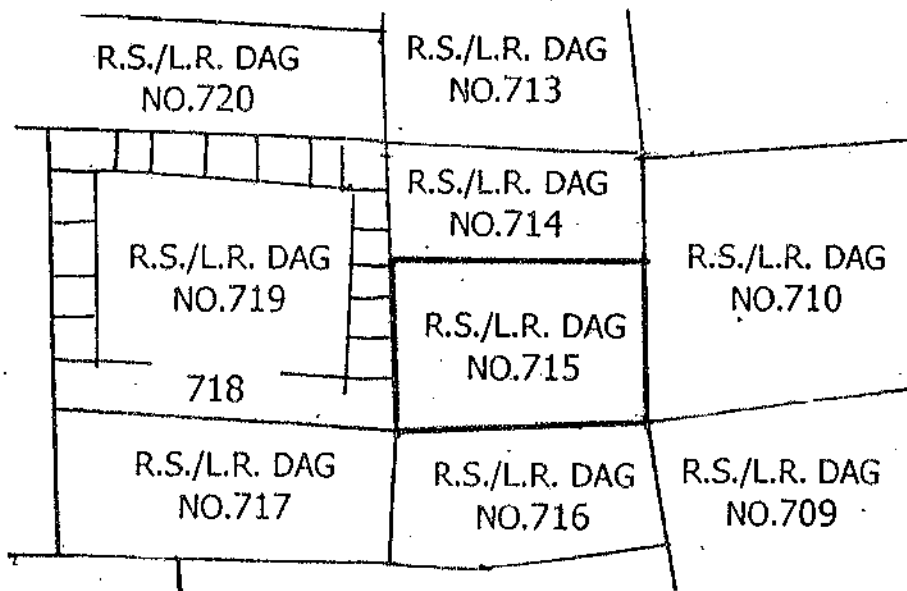 R.S./L.R. DAG
NO.720
R.S./L.R. DAG
NO.713
R.S./L.R. DAG
NO.714
R.S./L.R. DAG
NO.719
R.S./L.R. DAG
NO.710
R.S./L.R. DAG
NO.715
718
R.S./L.R. DAG
NO.717
R.S./L.R. DAG
NO.716
R.S./L.R. DAG
NO.709